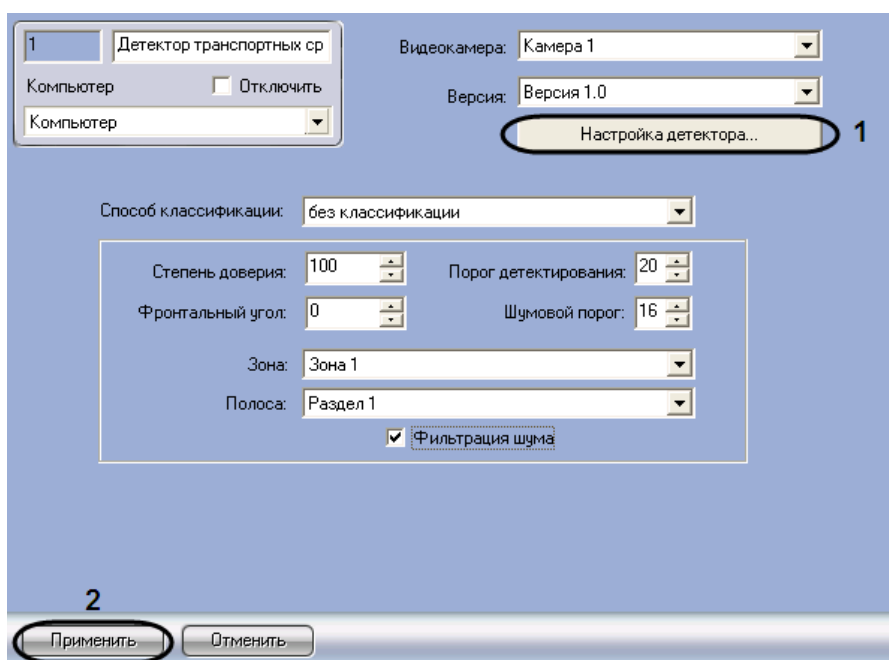 1
Детектор транспортных ср
Компьютер
Отключить
Компьютер
Видеокамера: Камера 1
Версия: Версия 1.0
Настройка детектора... 1
Способ классификации: без классификации
Степень доверия: 100 Порог детектирования: 20
Фронтальный угол: 0 Шумовой порог: 16
Зона: Зона 1
Полоса: Раздел 1
Фильтрация шума
2
Применить Отменить